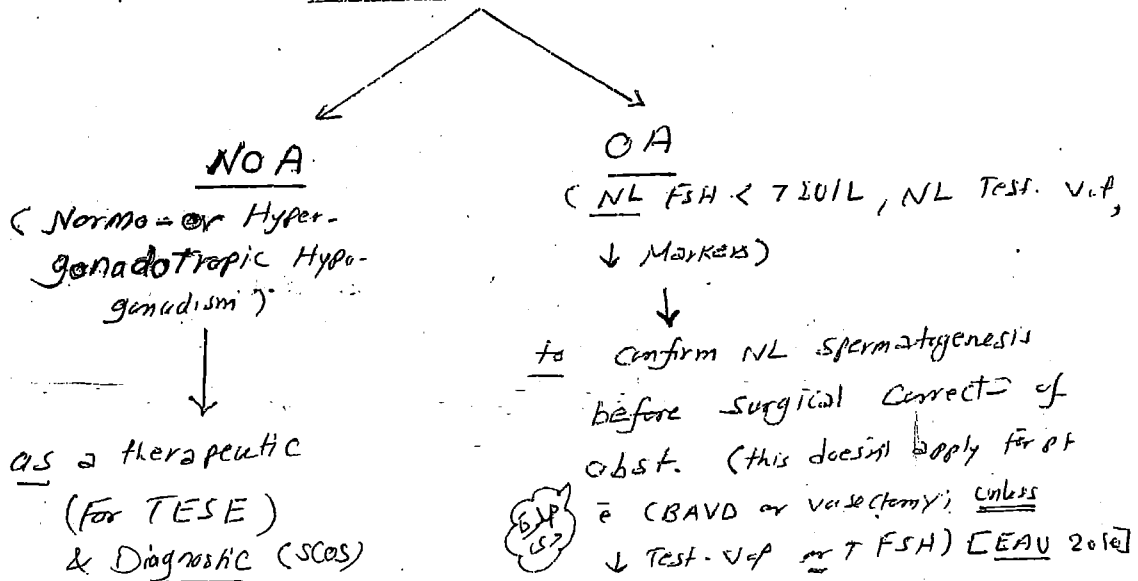 NOA
( Normo- or Hyper-
gonadotropic Hypo-
gonadism )
as a therapeutic
(For TESE)
& Diagnostic (SCOS)
OA
( NL FSH < 7 IU/L , NL Test. Vol,
↓ Markers)
to Confirm NL spermatogenesis
before surgical Correct= of
obst. (this doesn't apply for pt
ē CBAVD or vasectomy; unless
↓ Test. Vol or ↑ FSH) [EAU 2010]